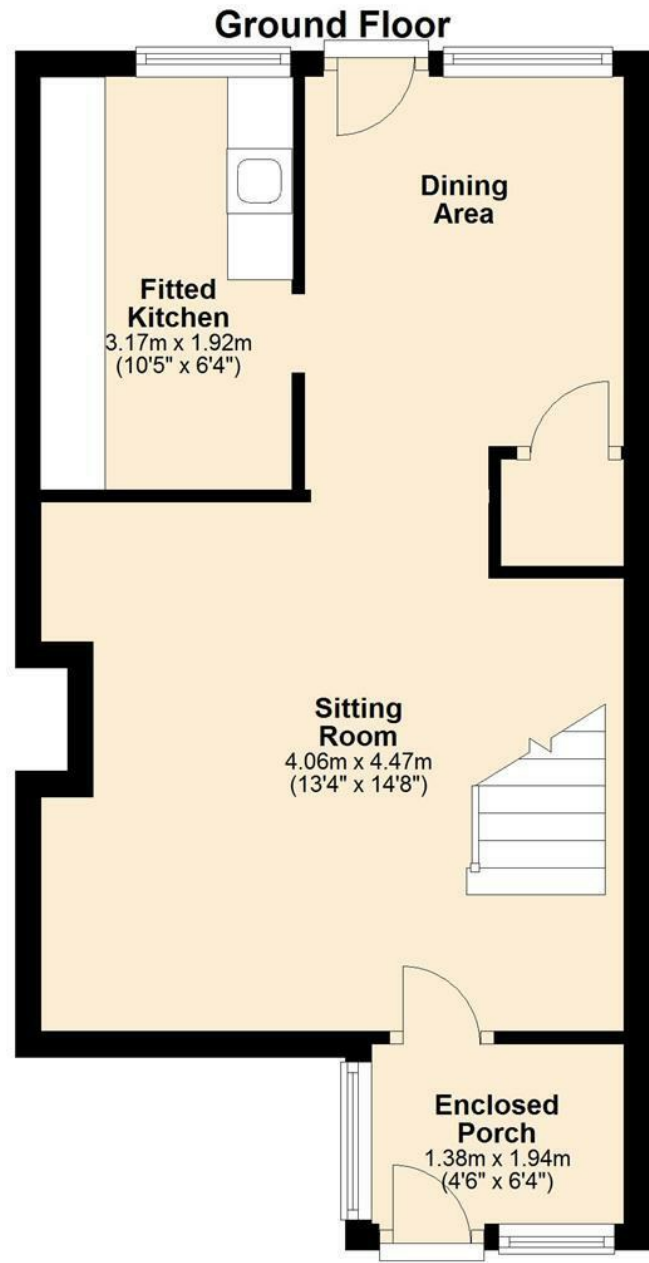 Ground Floor
Dining
Area
Fitted
Kitchen
3.17m x 1.92m
(10'5" x 6'4")
Sitting
Room
4.06m x 4.47m
(13'4" x 14'8")
Enclosed
Porch
1.38m x 1.94m
(4'6" x 6'4")